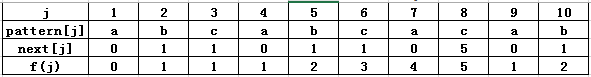 j 1 2 3 4 5 6 7 8 9 10
pattern[j] a b c a b c a c a b
next[j] 0 1 1 0 1 1 0 5 0 1
f(j) 0 1 1 1 2 3 4 5 1 2